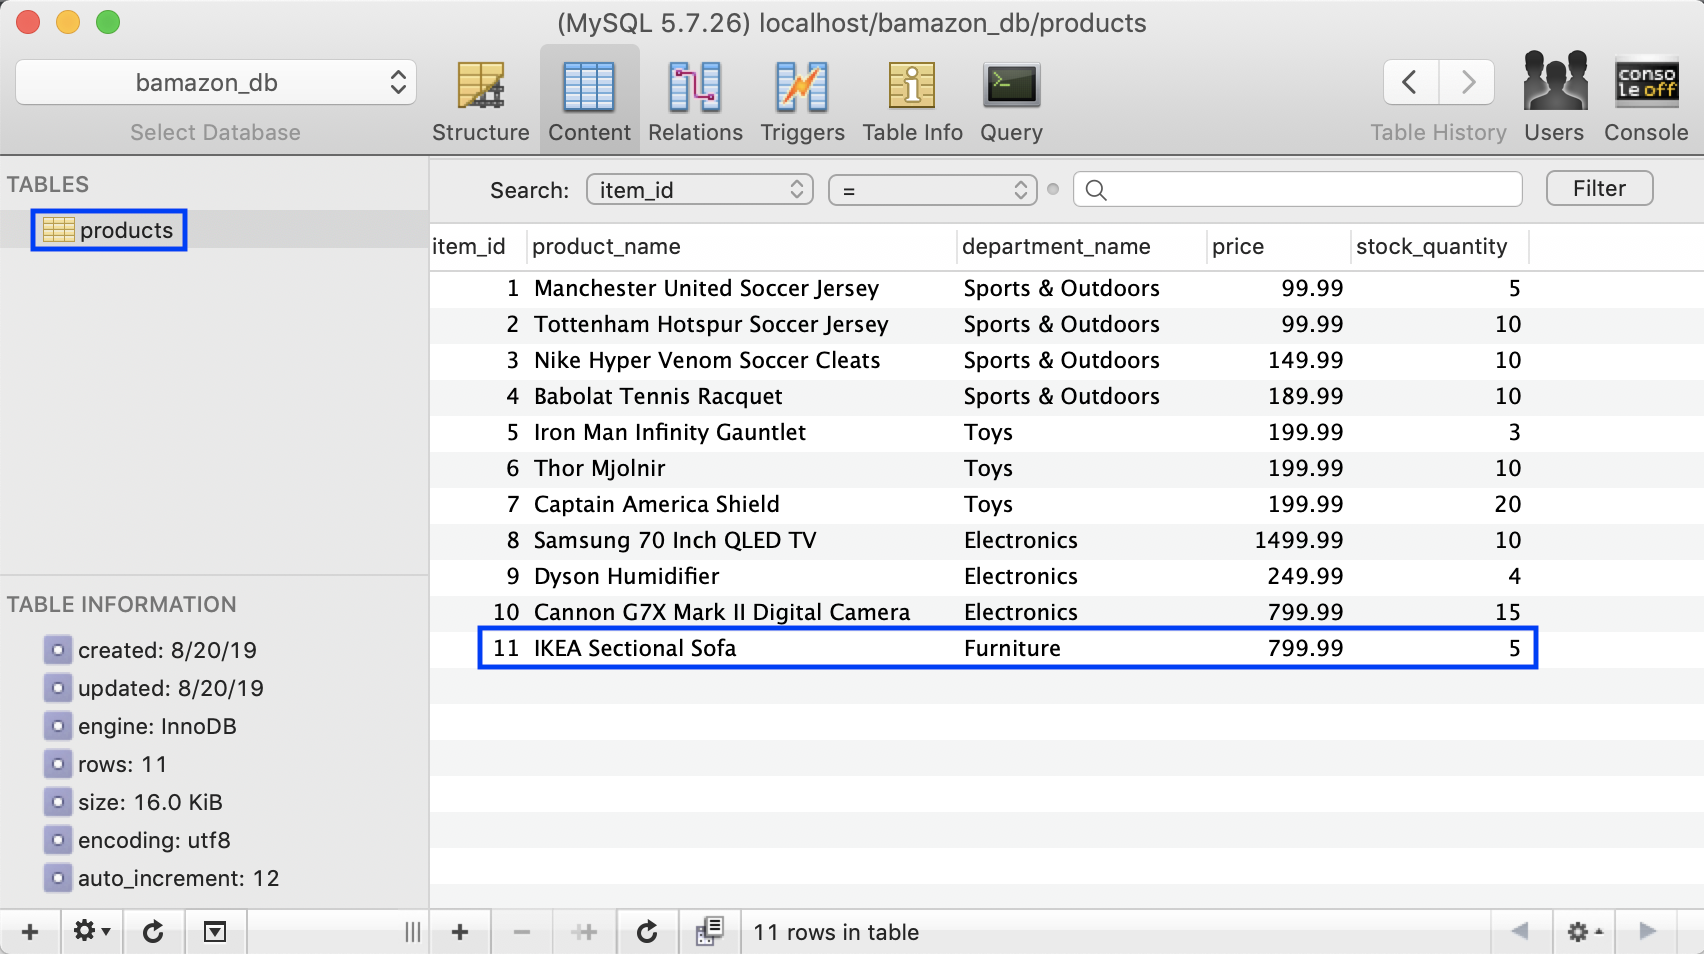 (MySQL 5.7.26) localhost/bamazon_db/products
bamazon_db
Select Database
Structure
Content
Relations
Triggers
Table Info
Query
Table History
Users
conso
le off
Console
TABLES
products
Search: item_id =
Filter
item_id product_name department_name price stock_quantity
1 Manchester United Soccer Jersey Sports & Outdoors 99.99 5
2 Tottenham Hotspur Soccer Jersey Sports & Outdoors 99.99 10
3 Nike Hyper Venom Soccer Cleats Sports & Outdoors 149.99 10
4 Babolat Tennis Racquet Sports & Outdoors 189.99 10
5 Iron Man Infinity Gauntlet Toys 199.99 3
6 Thor Mjolnir Toys 199.99 10
7 Captain America Shield Toys 199.99 20
8 Samsung 70 Inch QLED TV Electronics 1499.99 10
9 Dyson Humidifier Electronics 249.99 4
10 Cannon G7X Mark II Digital Camera Electronics 799.99 15
11 IKEA Sectional Sofa Furniture 799.99 5
TABLE INFORMATION
created: 8/20/19
updated: 8/20/19
engine: InnoDB
rows: 11
size: 16.0 KiB
encoding: utf8
auto_increment: 12
11 rows in table